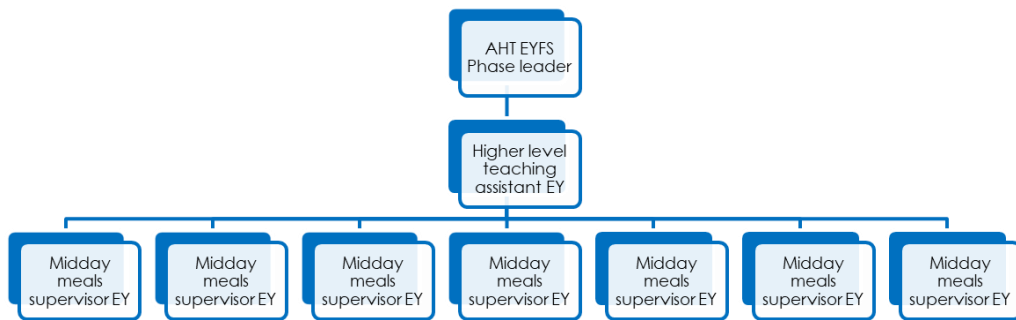 AHT EYFS
Phase leader
Higher level
teaching
assistant EY
Midday
meals
supervisor EY
Midday
meals
supervisor EY
Midday
meals
supervisor EY
Midday
meals
supervisor EY
Midday
meals
supervisor EY
Midday
meals
supervisor EY
Midday
meals
supervisor EY